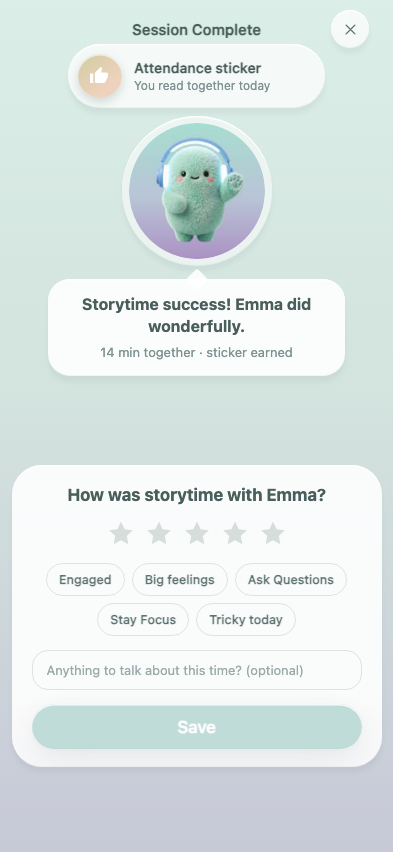 Session Complete
Attendance sticker
You read together today
Storytime success! Emma did
wonderfully.
14 min together · sticker earned
How was storytime with Emma?
Engaged
Big feelings
Ask Questions
Stay Focus
Tricky today
Anything to talk about this time? (optional)
Save